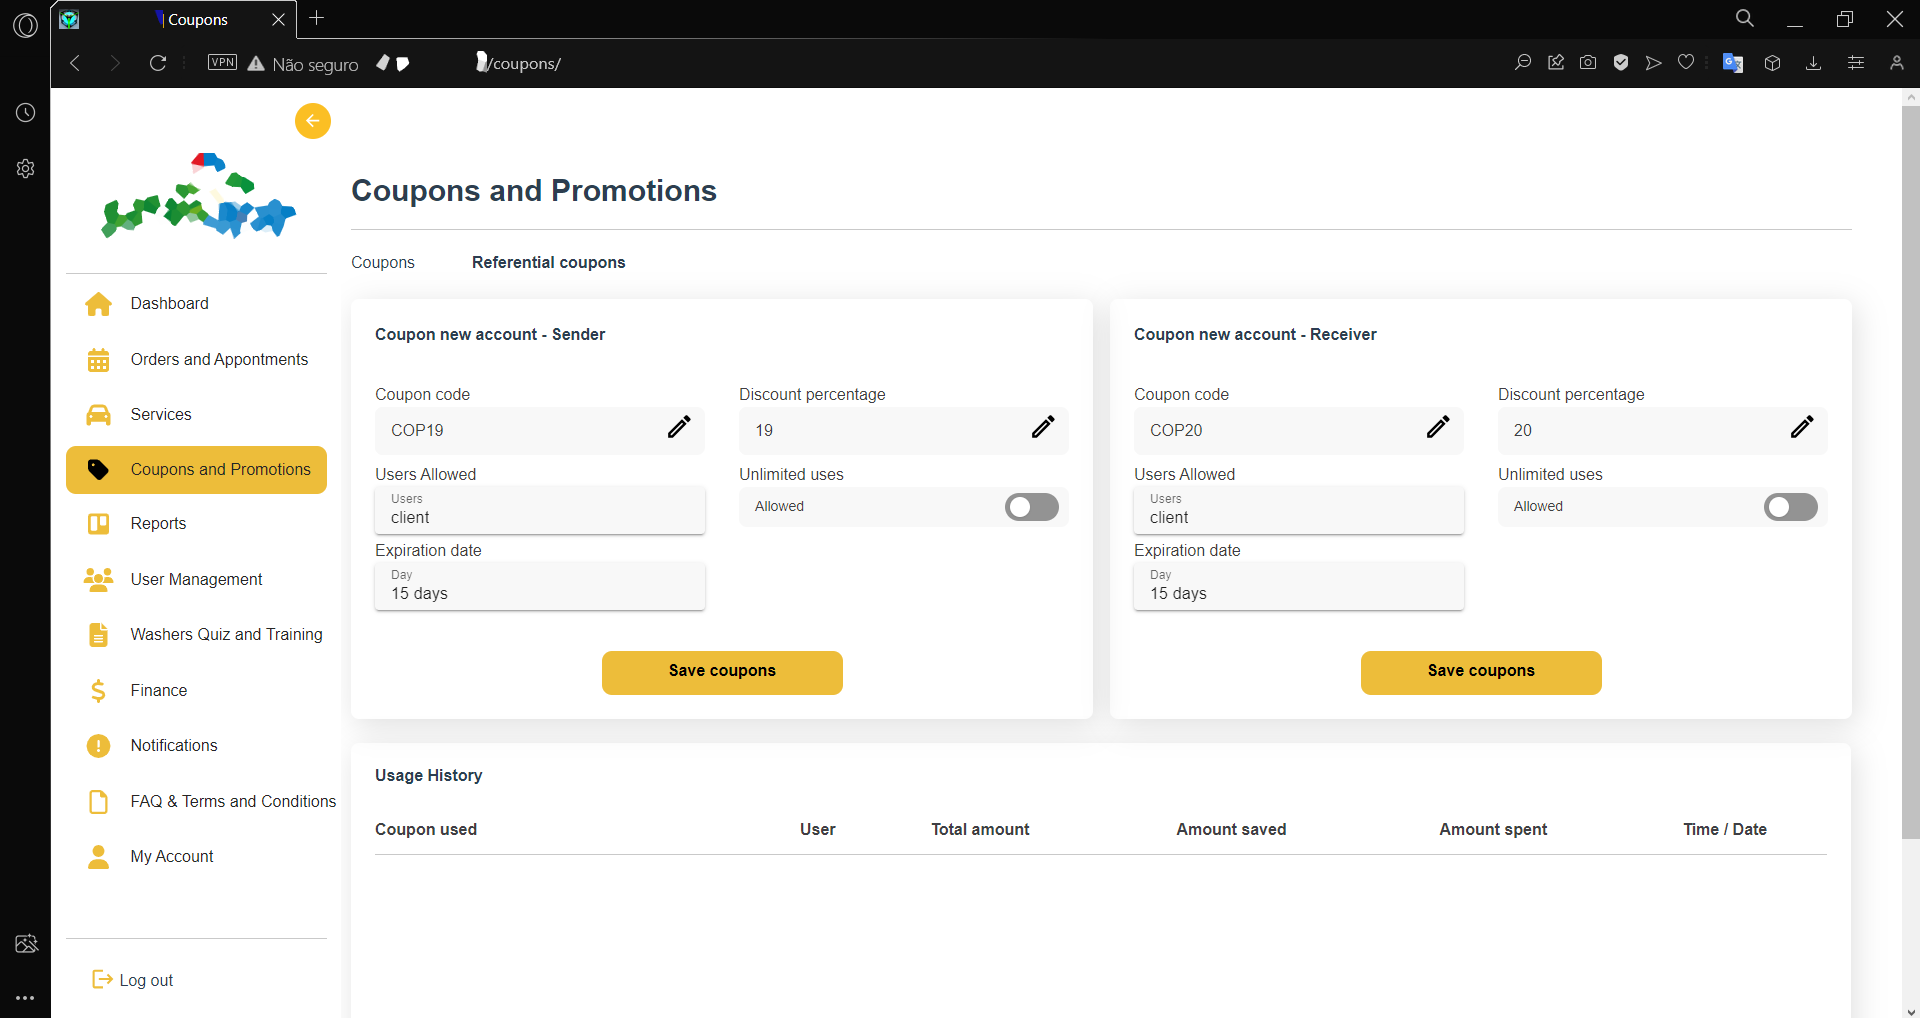 Coupons
VPN Não seguro /coupons/
Coupons and Promotions
Coupons Referential coupons
Dashboard
Orders and Appontments
Services
Coupons and Promotions
Reports
User Management
Washers Quiz and Training
Finance
Notifications
FAQ & Terms and Conditions
My Account
Log out
Coupon new account - Sender
Coupon code Discount percentage
COP19 19
Users Allowed Unlimited uses
Users
client
Allowed
Expiration date
Day
15 days
Save coupons
Coupon new account - Receiver
Coupon code Discount percentage
COP20 20
Users Allowed Unlimited uses
Users
client
Allowed
Expiration date
Day
15 days
Save coupons
Usage History
Coupon used User Total amount Amount saved Amount spent Time / Date